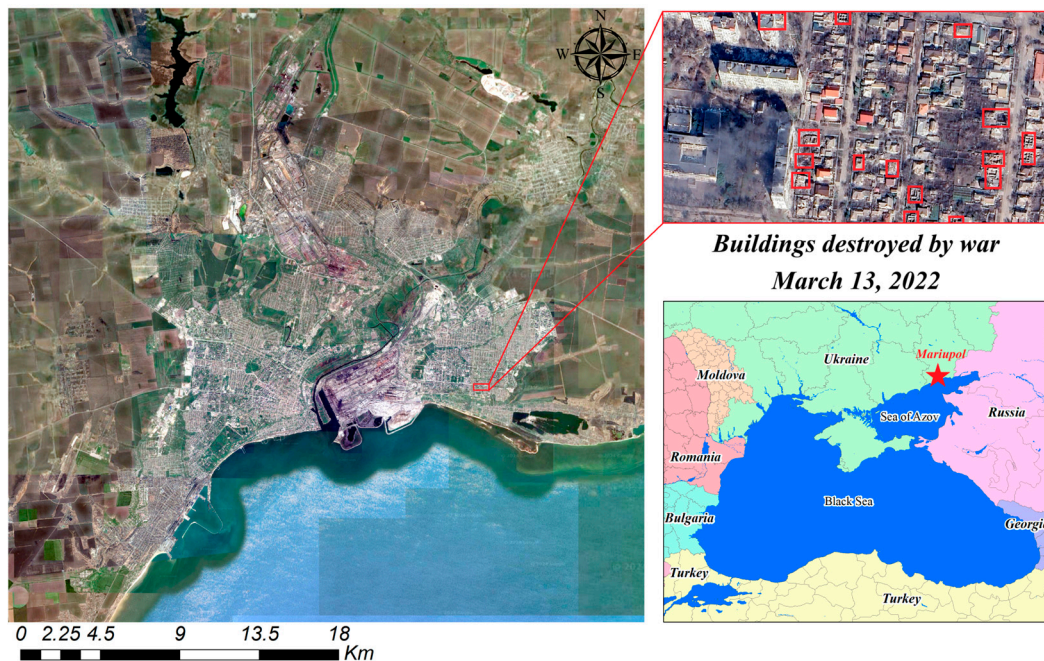 N
W
E
S
Buildings destroyed by war
March 13, 2022
Mariupol
Ukraine
Moldova
Sea of Azov
Russia
Romania
Black Sea
Bulgaria
Georgia
Turkey
Turkey
0 2.25 4.5 9 13.5 18
Km